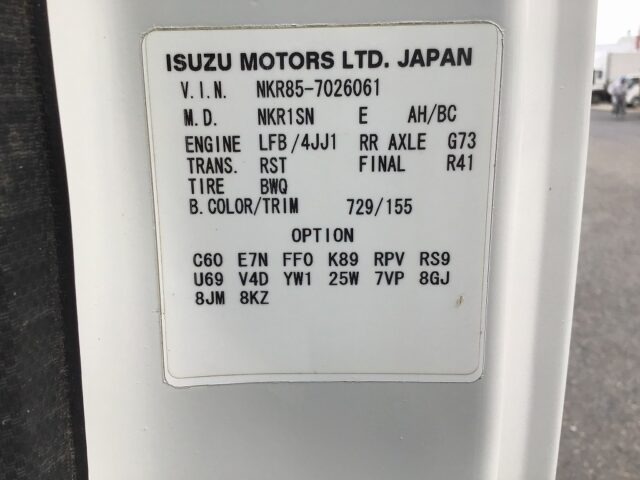 ISUZU MOTORS LTD. JAPAN
V.I.N. NKR85-7026061
M.D. NKR1SN E AH/BC
ENGINE LFB/4JJ1 RR AXLE G73
TRANS. RST FINAL R41
TIRE BWQ
B.COLOR/TRIM 729/155
OPTION
C60 E7N FF0 K89 RPV RS9
U69 V4D YW1 25W 7VP 8GJ
8JM 8KZ